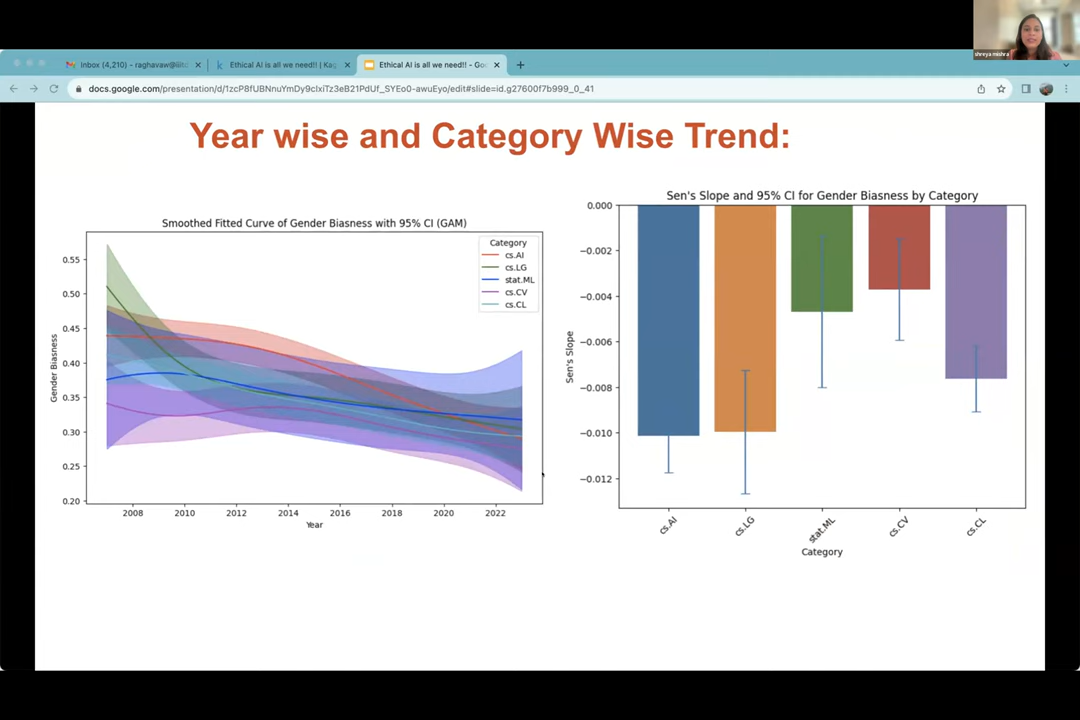 shreya mishra
Inbox (4,210) - raghavaw@iiitd
Ethical AI is all we need!! | Kag
Ethical AI is all we need!! - Goo
docs.google.com/presentation/d/1zcP8fUBNnuYmDy9cIxiTz3eB21PdUf_SYEo0-awuEyo/edit#slide=id.g27600f7b999_0_41
Year wise and Category Wise Trend:
Smoothed Fitted Curve of Gender Biasness with 95% CI (GAM)
Category
cs.AI
cs.LG
stat.ML
cs.CV
cs.CL
Gender Biasness
0.55
0.50
0.45
0.40
0.35
0.30
0.25
0.20
2008 2010 2012 2014 2016 2018 2020 2022
Year
Sen's Slope and 95% CI for Gender Biasness by Category
Sen's Slope
0.000
−0.002
−0.004
−0.006
−0.008
−0.010
−0.012
cs.AI cs.LG stat.ML cs.CV cs.CL
Category